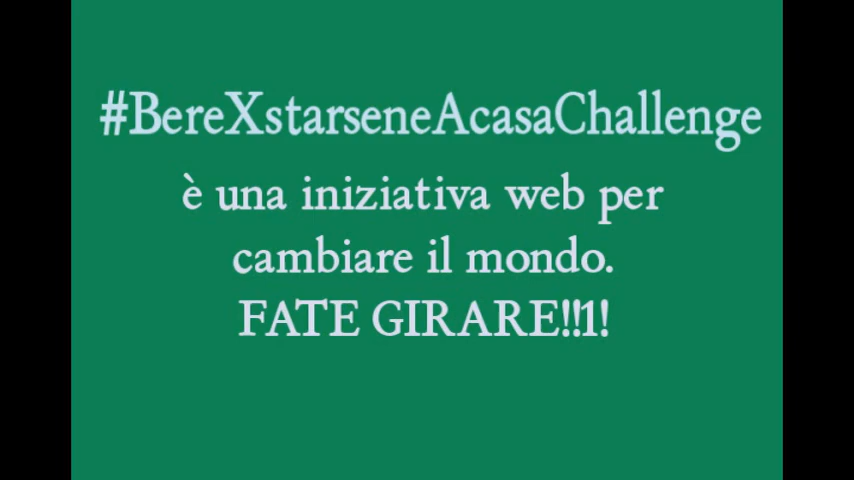 #BereXstarseneAcasaChallenge
è una iniziativa web per
cambiare il mondo.
FATE GIRARE!!1!